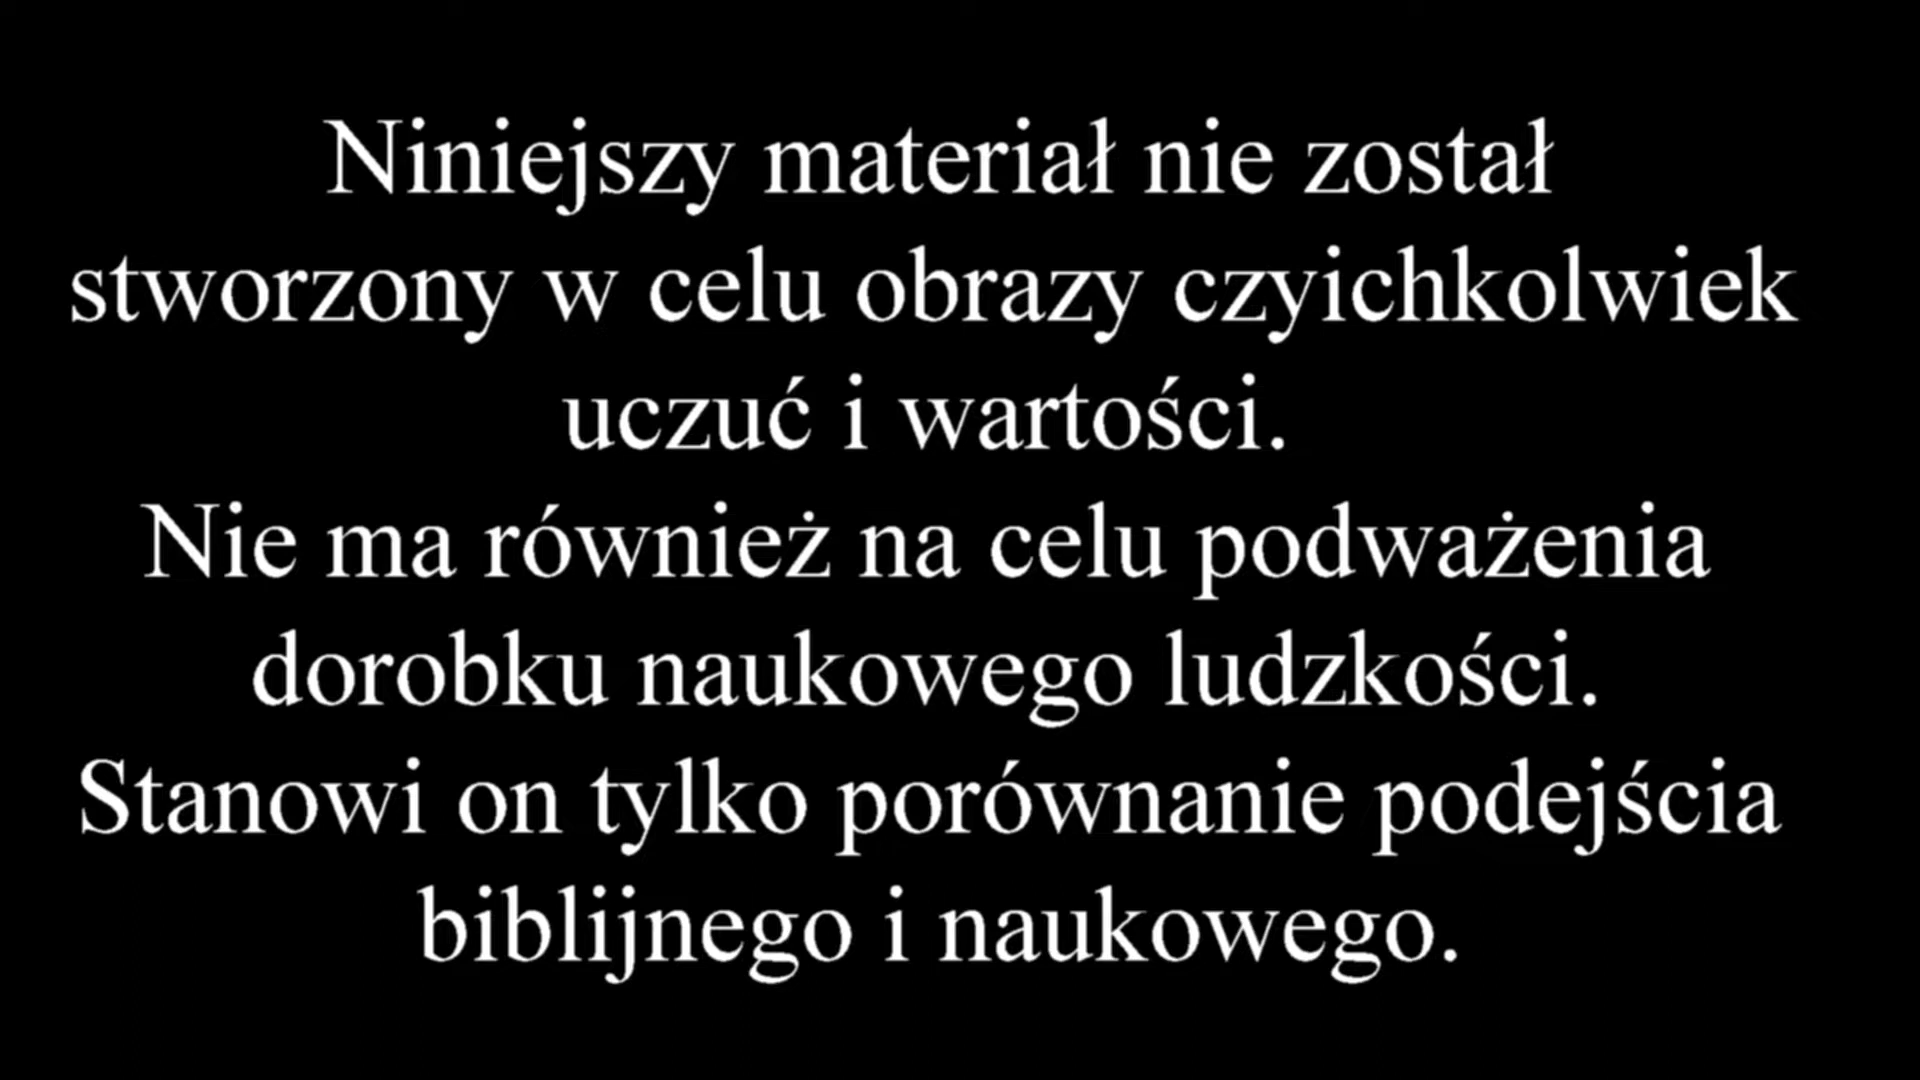 Niniejszy materiał nie został
stworzony w celu obrazy czyichkolwiek
uczuć i wartości.
Nie ma również na celu podważenia
dorobku naukowego ludzkości.
Stanowi on tylko porównanie podejścia
biblijnego i naukowego.